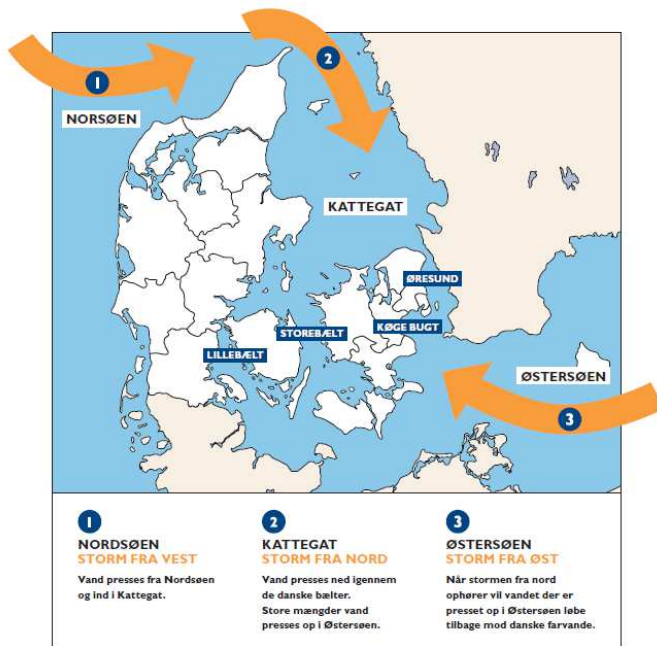 1
2
NORSØEN
KATTEGAT
ØRESUND
STOREBÆLT
KØGE BUGT
LILLEBÆLT
ØSTERSØEN
3
1
NORDSØEN
STORM FRA VEST
Vand presses fra Nordsøen
og ind i Kattegat.
2
KATTEGAT
STORM FRA NORD
Vand presses ned igennem
de danske bælter.
Store mængder vand
presses op i Østersøen.
3
ØSTERSØEN
STORM FRA ØST
Når stormen fra nord
ophører vil vandet der er
presset op i Østersøen løbe
tilbage mod danske farvande.